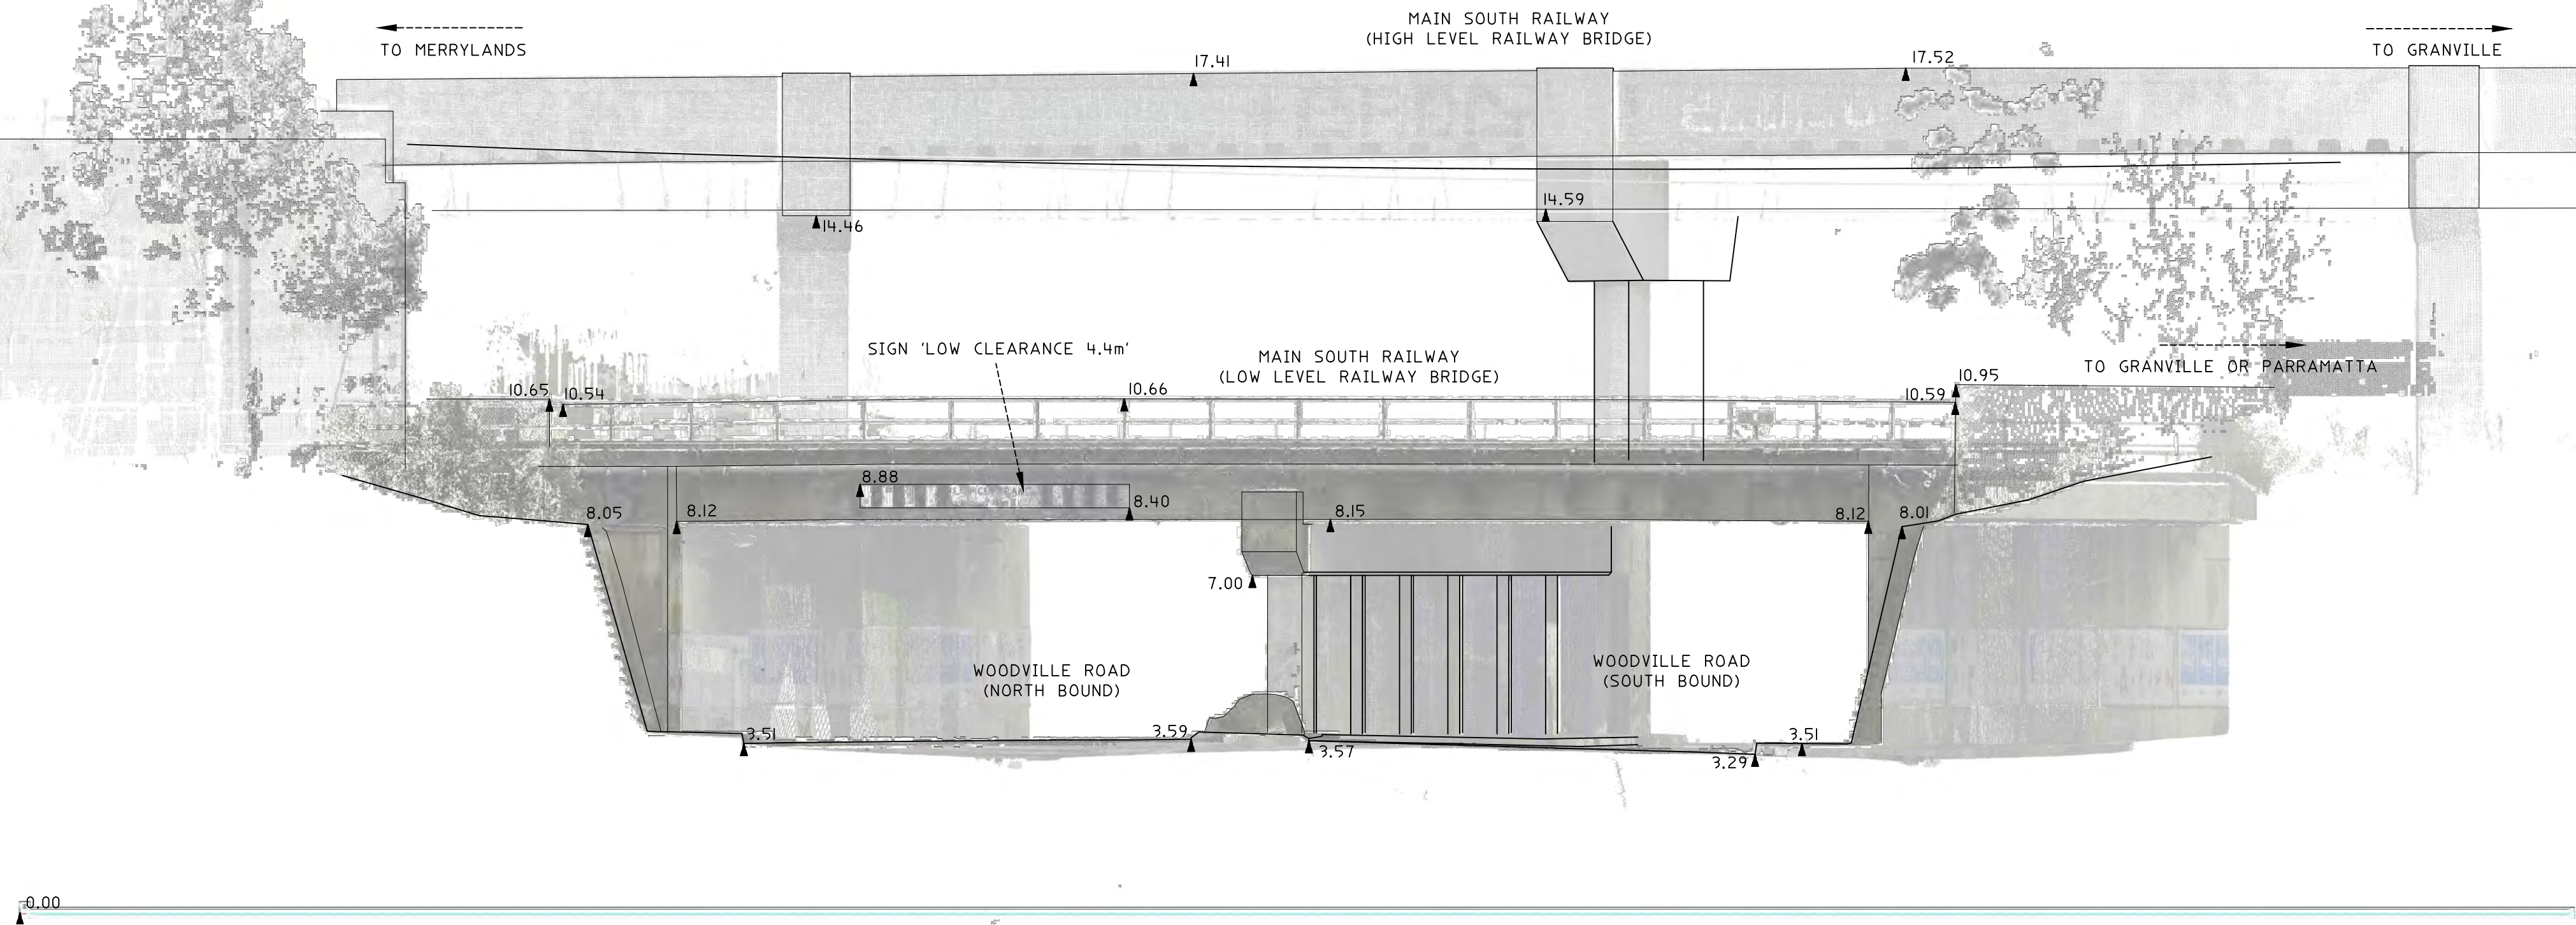 MAIN SOUTH RAILWAY
(HIGH LEVEL RAILWAY BRIDGE)
TO MERRYLANDS
TO GRANVILLE
17.41
17.52
14.59
14.46
SIGN 'LOW CLEARANCE 4.4m'
MAIN SOUTH RAILWAY
(LOW LEVEL RAILWAY BRIDGE)
TO GRANVILLE OR PARRAMATTA
10.65
10.54
10.66
10.59
10.95
8.88
8.40
8.05
8.12
8.15
8.12
8.01
7.00
WOODVILLE ROAD
(NORTH BOUND)
WOODVILLE ROAD
(SOUTH BOUND)
3.51
3.59
3.57
3.51
3.29
0.00